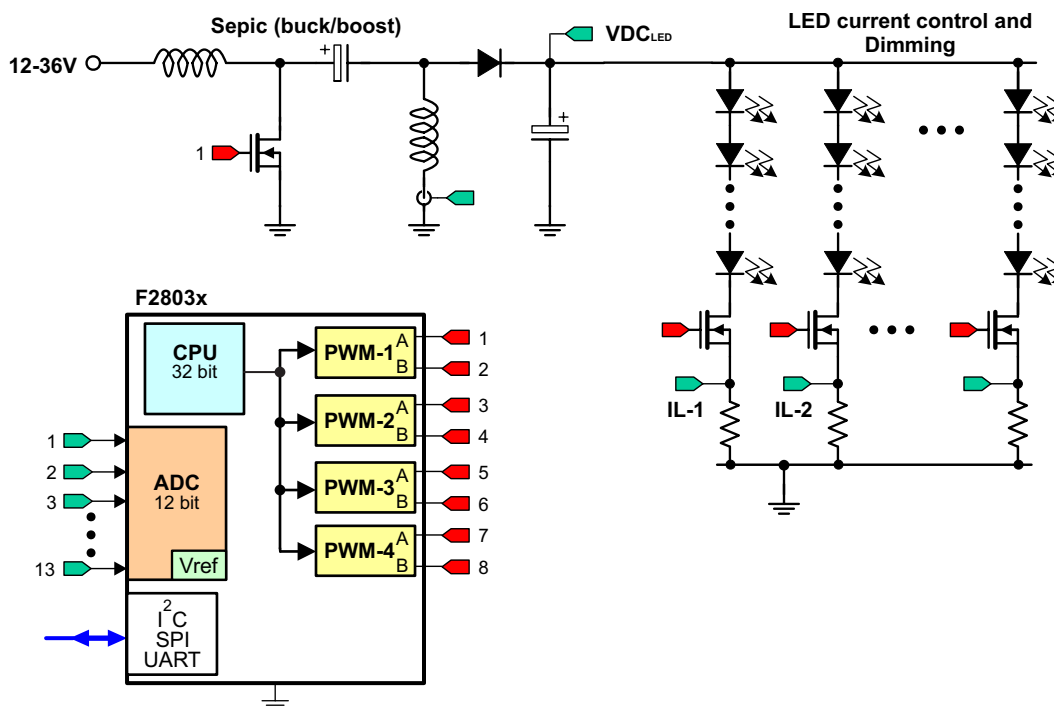 Sepic (buck/boost)
LED current control and
Dimming
VDC LED
12-36V
+
+
1
IL-1
IL-2
F2803x
CPU
32 bit
PWM-1
A
B
1
2
PWM-2
A
B
3
4
PWM-3
A
B
5
6
PWM-4
A
B
7
8
1
2
3
13
ADC
12 bit
Vref
I²C
SPI
UART